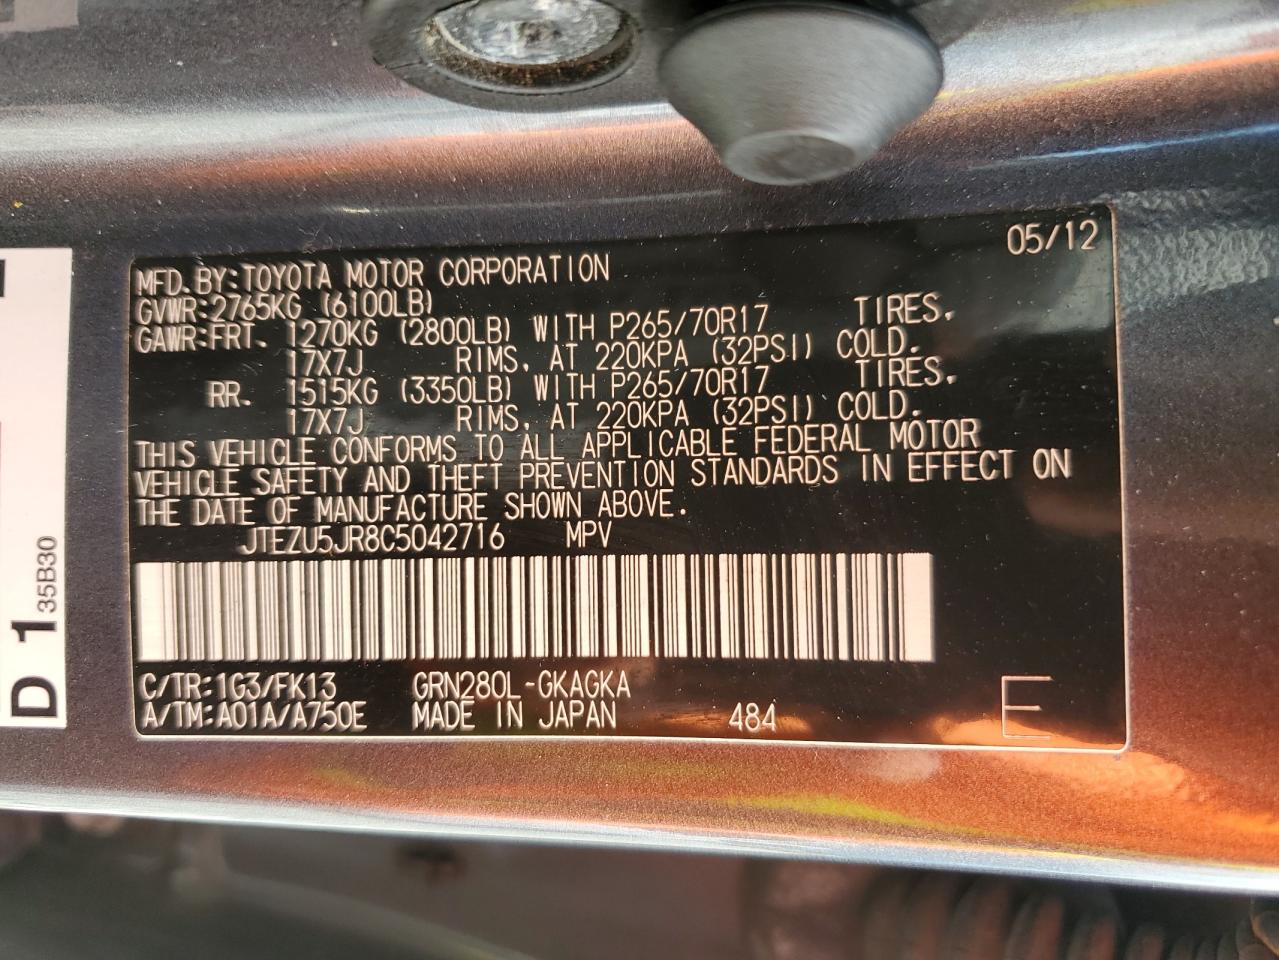 05/12
MFD. BY: TOYOTA MOTOR CORPORATION
GVWR: 2765KG (6100LB)
GAWR: FRT. 1270KG (2800LB) WITH P265/70R17 TIRES,
17X7J RIMS, AT 220KPA (32PSI) COLD.
RR. 1515KG (3350LB) WITH P265/70R17 TIRES,
17X7J RIMS, AT 220KPA (32PSI) COLD.
THIS VEHICLE CONFORMS TO ALL APPLICABLE FEDERAL MOTOR
VEHICLE SAFETY AND THEFT PREVENTION STANDARDS IN EFFECT ON
THE DATE OF MANUFACTURE SHOWN ABOVE.
JTEZU5JR8C5042716 MPV
C/TR: 1G3/FK13 GRN280L-GKAGKA
A/TM: A01A/A750E MADE IN JAPAN 484 E
D 1 35B30